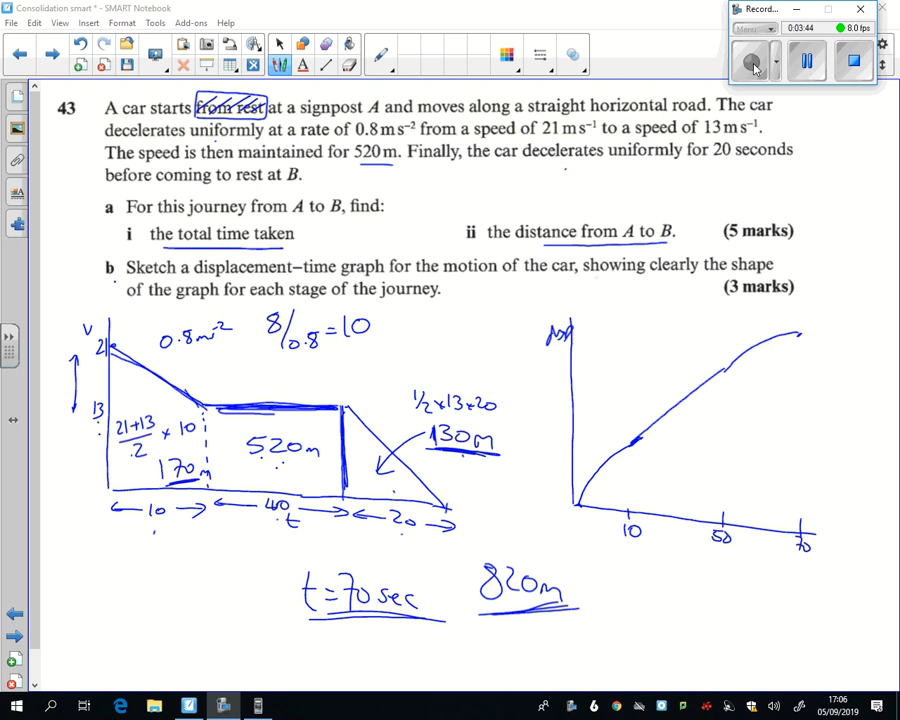 Consolidation smart * - SMART Notebook
File Edit View Insert Format Tools Add-ons Help
Record...
Menu
0:03:44
8.0 fps
43 A car starts from rest at a signpost A and moves along a straight horizontal road. The car
decelerates uniformly at a rate of 0.8 m s⁻² from a speed of 21 m s⁻¹ to a speed of 13 m s⁻¹.
The speed is then maintained for 520 m. Finally, the car decelerates uniformly for 20 seconds
before coming to rest at B.
a For this journey from A to B, find:
i the total time taken
ii the distance from A to B. (5 marks)
b Sketch a displacement–time graph for the motion of the car, showing clearly the shape
of the graph for each stage of the journey. (3 marks)
V
21
0.8ms⁻²
8/0.8 = 10
13
21+13/2 × 10
170m
520m
1/2 × 13 × 20
130m
10
40
20
t
10
50
70
t = 70 sec
820m
17:06
05/09/2019